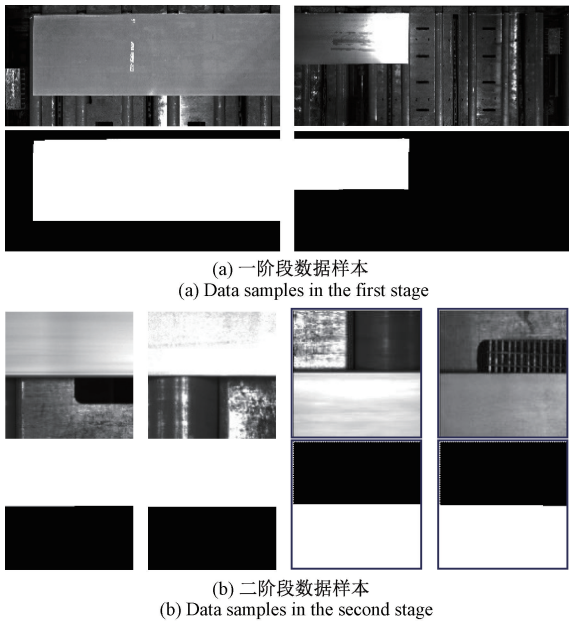 (a) 一阶段数据样本
(a) Data samples in the first stage
(b) 二阶段数据样本
(b) Data samples in the second stage